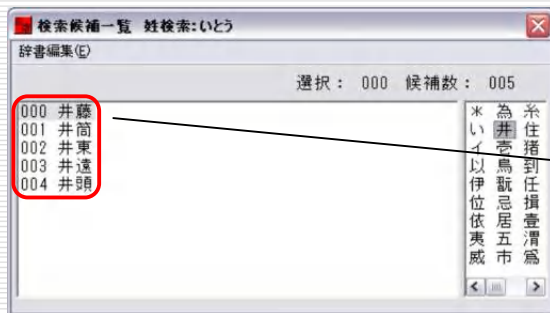 検索候補一覧 姓検索:いとう
辞書編集(E)
選択: 000 候補数: 005
000 井藤
001 井筒
002 井東
003 井遠
004 井頭
* 為 糸
い 井 住
イ 壱 猪
以 鳥 到
伊 翫 任
位 忌 揖
依 居 壹
夷 五 渭
威 市 爲